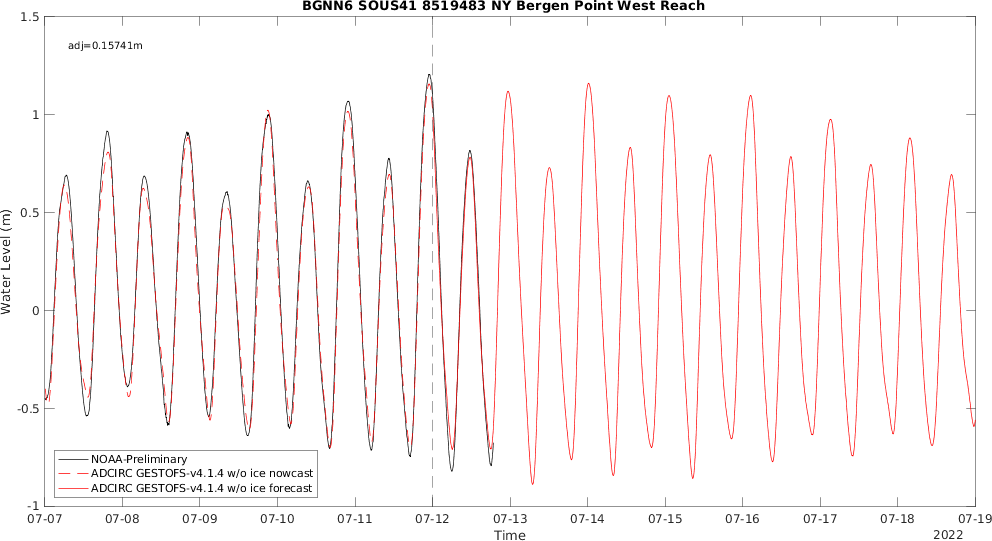 BGNN6 SOUS41 8519483 NY Bergen Point West Reach
adj=0.15741m
1.5
1
0.5
0
-0.5
-1
Water Level (m)
NOAA-Preliminary
ADCIRC GESTOFS-v4.1.4 w/o ice nowcast
ADCIRC GESTOFS-v4.1.4 w/o ice forecast
07-07 07-08 07-09 07-10 07-11 07-12 07-13 07-14 07-15 07-16 07-17 07-18 07-19
Time
2022